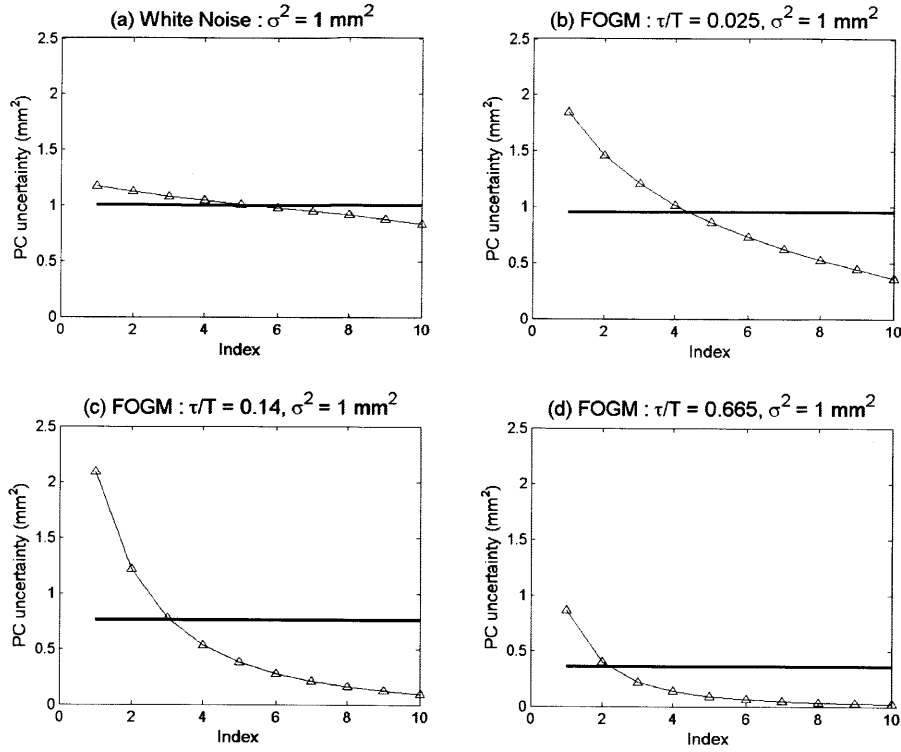 (a) White Noise : σ² = 1 mm²
2.5
2
1.5
1
0.5
0
PC uncertainty (mm²)
0 2 4 6 8 10
Index
(b) FOGM : τ/T = 0.025, σ² = 1 mm²
2.5
2
1.5
1
0.5
0
PC uncertainty (mm²)
0 2 4 6 8 10
Index
(c) FOGM : τ/T = 0.14, σ² = 1 mm²
2.5
2
1.5
1
0.5
0
PC uncertainty (mm²)
0 2 4 6 8 10
Index
(d) FOGM : τ/T = 0.665, σ² = 1 mm²
2.5
2
1.5
1
0.5
0
PC uncertainty (mm²)
0 2 4 6 8 10
Index